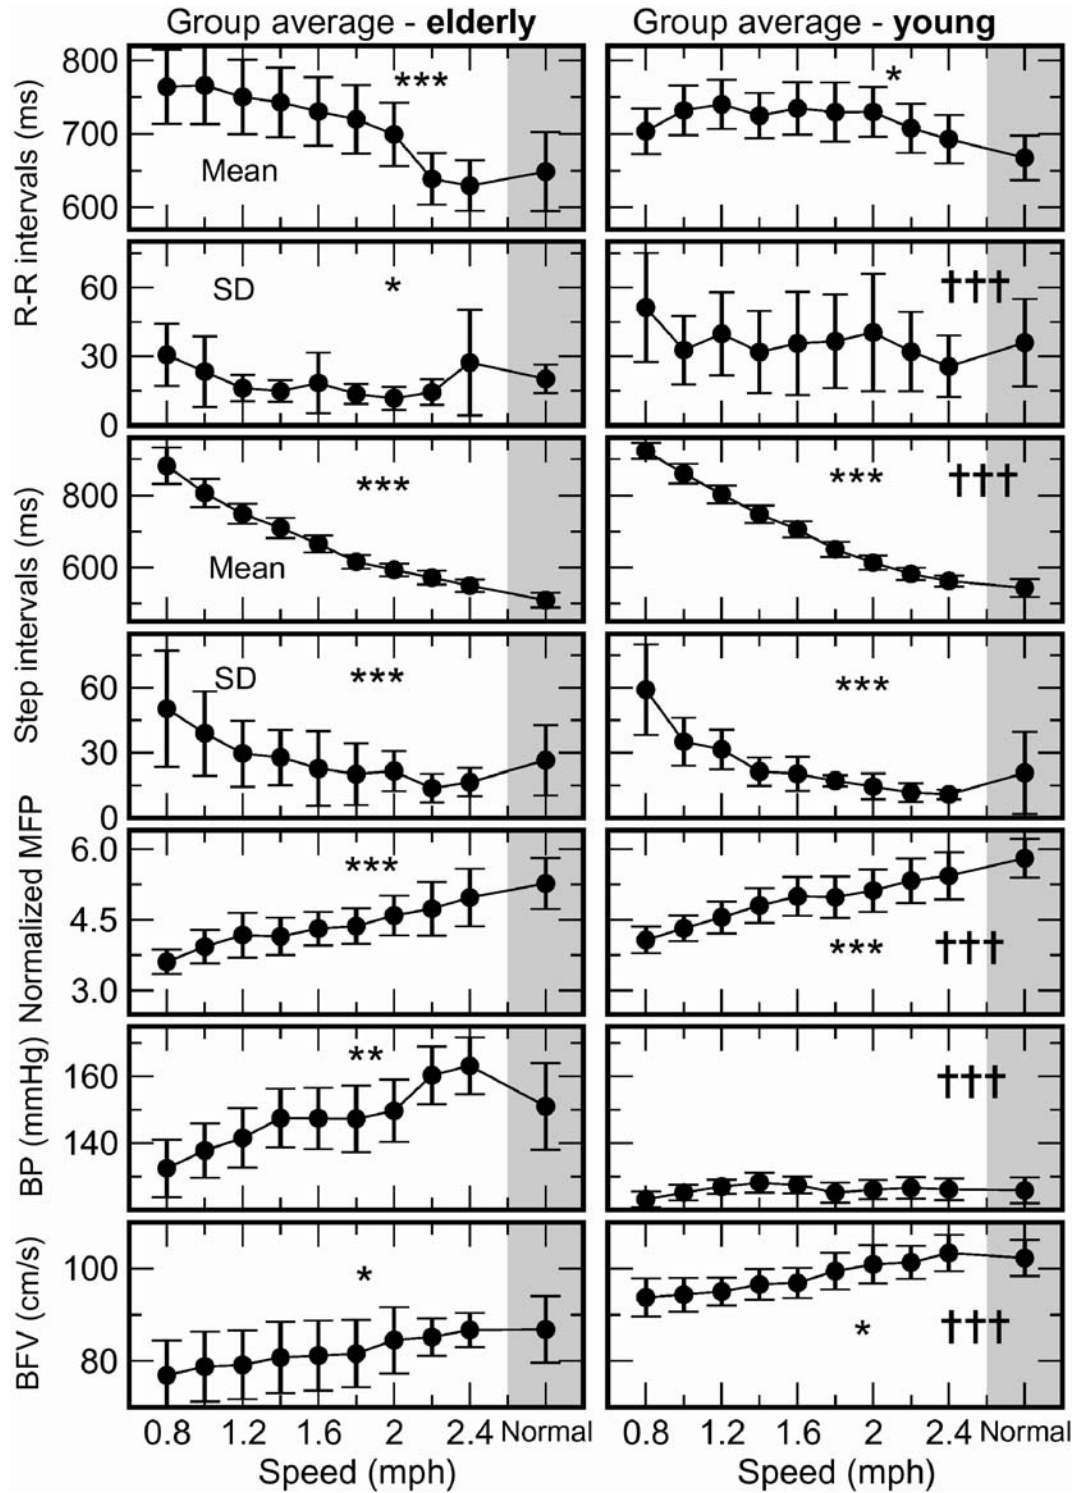 Group average - elderly
Group average - young
R-R intervals (ms)
800
700
600
Mean
***
*
60
30
0
SD
*
†††
Step intervals (ms)
800
600
Mean
***
***
†††
60
30
0
SD
***
***
Normalized MFP
6.0
4.5
3.0
***
***
†††
BP (mmHg)
160
140
**
†††
BFV (cm/s)
100
80
*
*
†††
0.8 1.2 1.6 2 2.4 Normal
0.8 1.2 1.6 2 2.4 Normal
Speed (mph)
Speed (mph)